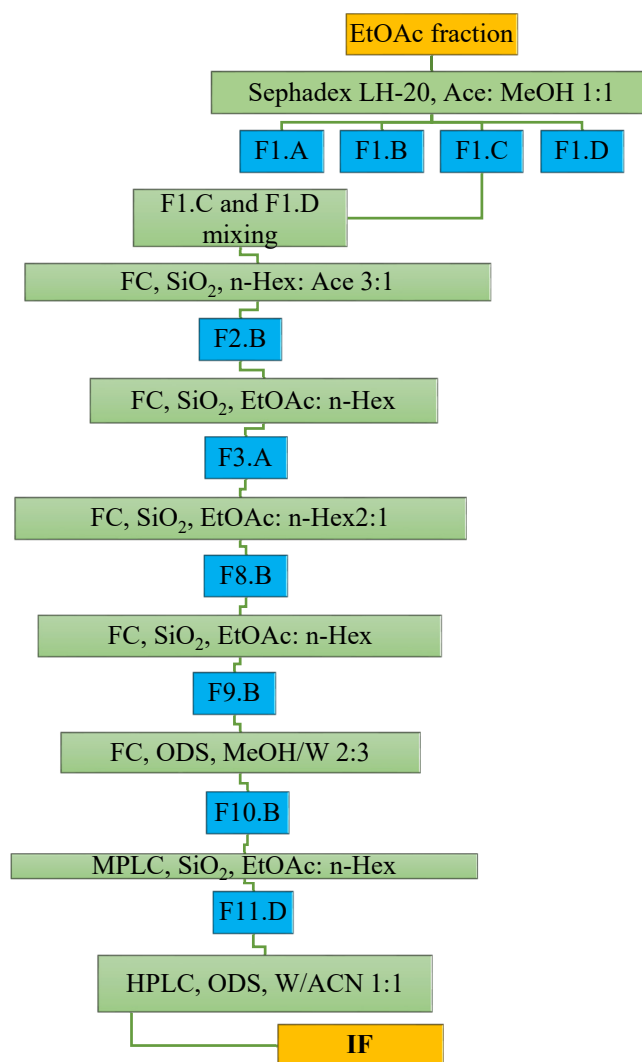 EtOAc fraction
Sephadex LH-20, Ace: MeOH 1:1
F1.A F1.B F1.C F1.D
F1.C and F1.D
mixing
FC, SiO₂, n-Hex: Ace 3:1
F2.B
FC, SiO₂, EtOAc: n-Hex
F3.A
FC, SiO₂, EtOAc: n-Hex2:1
F8.B
FC, SiO₂, EtOAc: n-Hex
F9.B
FC, ODS, MeOH/W 2:3
F10.B
MPLC, SiO₂, EtOAc: n-Hex
F11.D
HPLC, ODS, W/ACN 1:1
IF